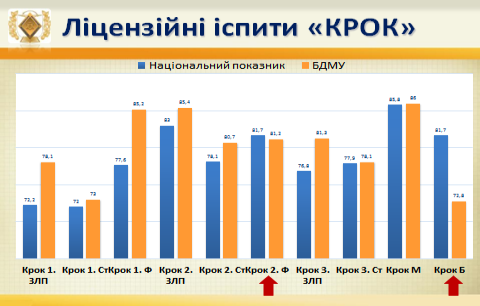 Ліцензійні іспити «КРОК»
Національний показник БДМУ
72,3 78,1 72 73 77,6 85,2 83 85,4 78,1 80,7 81,7 81,2 76,8 81,3 77,9 78,1 85,8 86 81,7 72,8
Крок 1. ЗЛП
Крок 1. Ст
Крок 1. Ф
Крок 2. ЗЛП
Крок 2. Ст
Крок 2. Ф
Крок 3. ЗЛП
Крок 3. Ст
Крок М
Крок Б